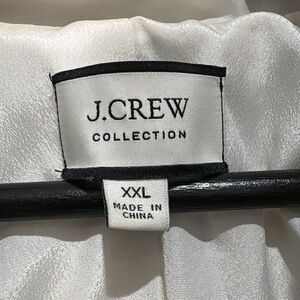 J.CREW
COLLECTION
XXL
MADE IN
CHINA